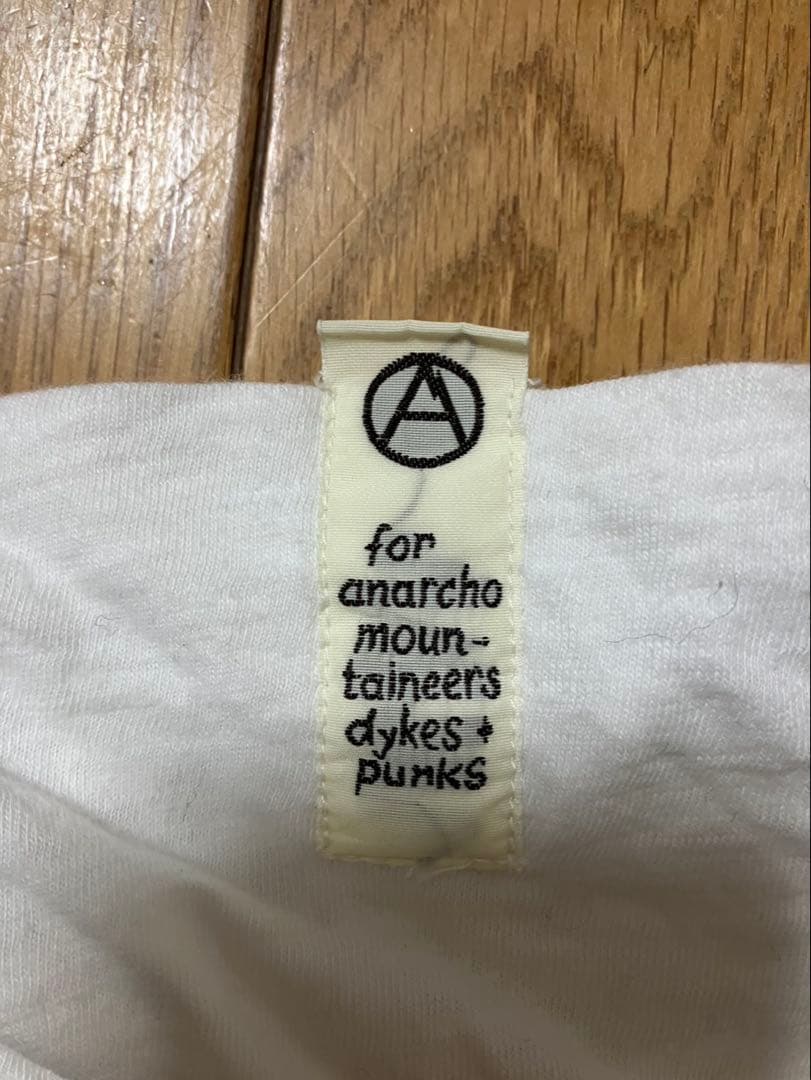 A
for
anarcho
moun-
taineers
dykes +
punks